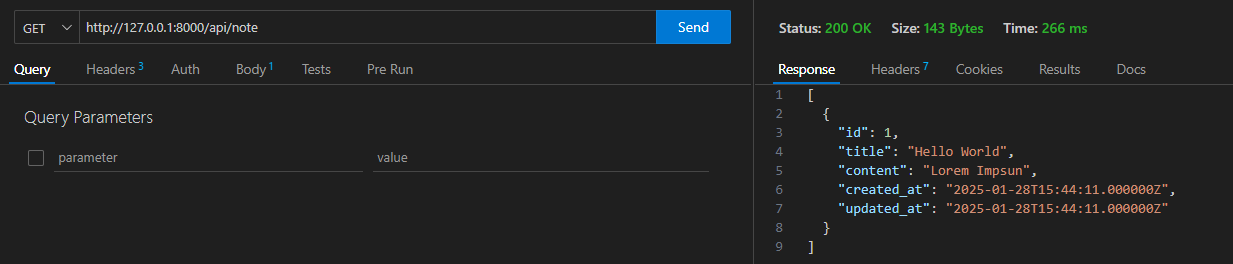 GET http://127.0.0.1:8000/api/note Send
Query Headers 3 Auth Body 1 Tests Pre Run
Query Parameters
parameter value
Status: 200 OK Size: 143 Bytes Time: 266 ms
Response Headers 7 Cookies Results Docs
1 [
2 {
3 "id": 1,
4 "title": "Hello World",
5 "content": "Lorem Impsun",
6 "created_at": "2025-01-28T15:44:11.000000Z",
7 "updated_at": "2025-01-28T15:44:11.000000Z"
8 }
9 ]